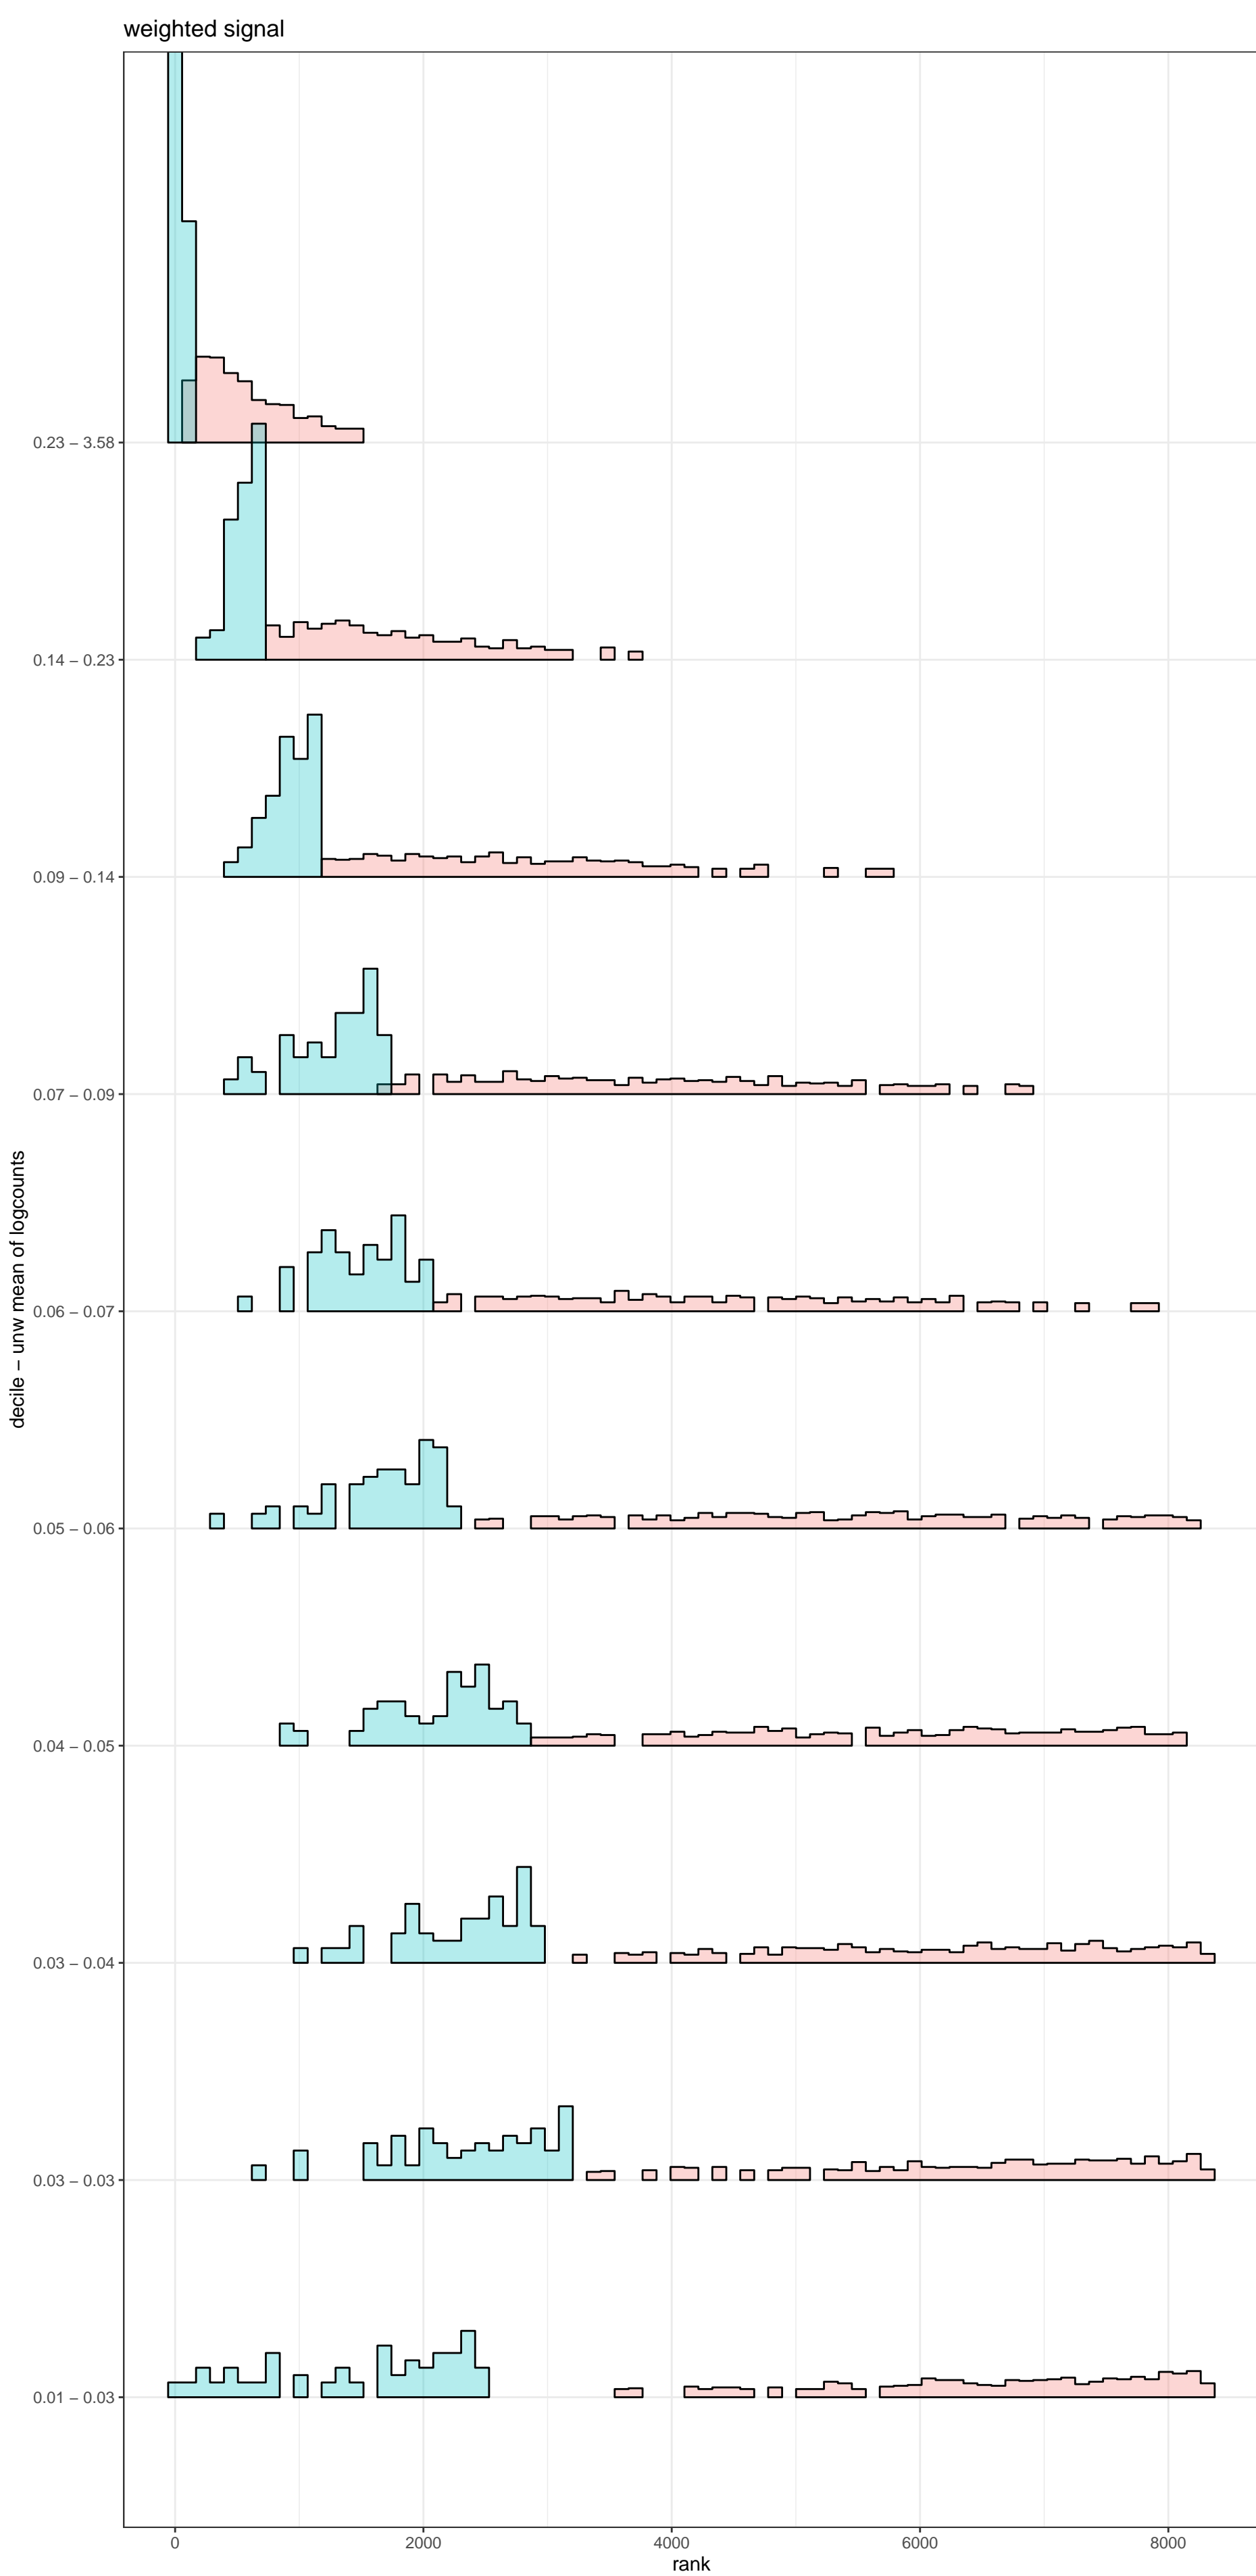 weighted signal
0.23 – 3.58
0.14 – 0.23
0.09 – 0.14
0.07 – 0.09
0.06 – 0.07
0.05 – 0.06
0.04 – 0.05
0.03 – 0.04
0.03 – 0.03
0.01 – 0.03
decile – unw mean of logcounts
0 2000 4000 6000 8000
rank